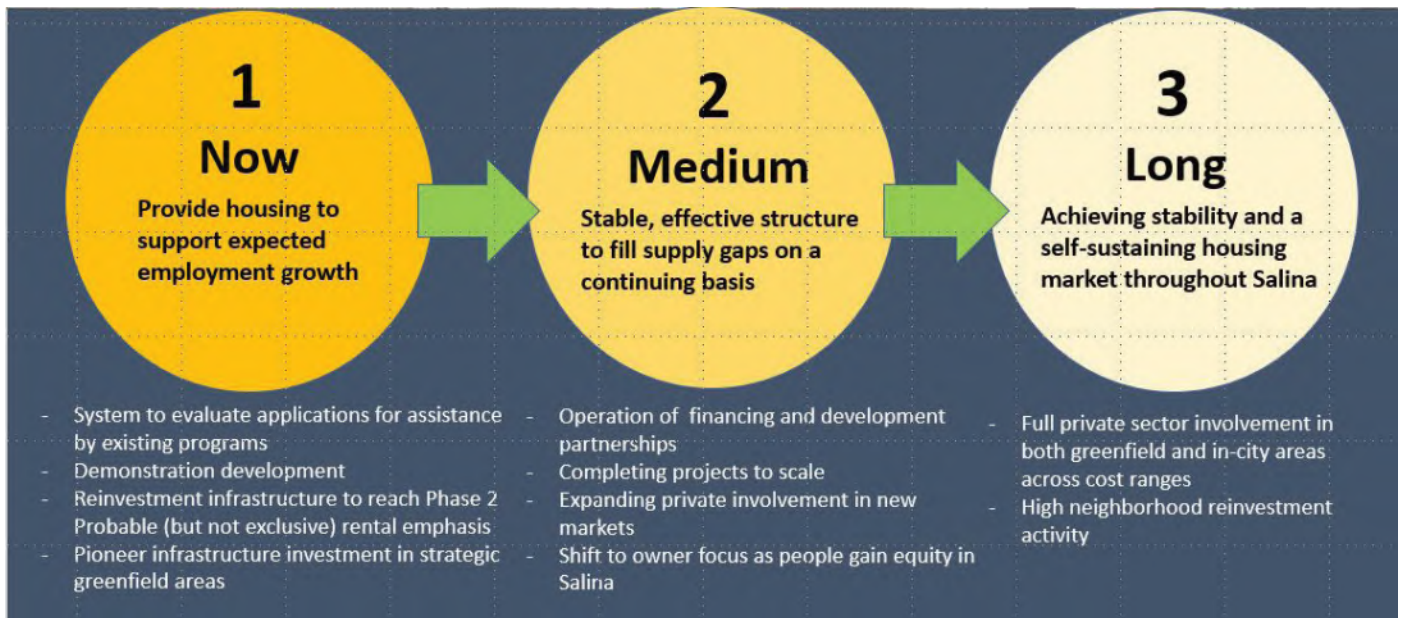 1
Now
Provide housing to
support expected
employment growth
- System to evaluate applications for assistance
by existing programs
- Demonstration development
- Reinvestment infrastructure to reach Phase 2
Probable (but not exclusive) rental emphasis
- Pioneer infrastructure investment in strategic
greenfield areas
2
Medium
Stable, effective structure
to fill supply gaps on a
continuing basis
- Operation of financing and development
partnerships
- Completing projects to scale
- Expanding private involvement in new
markets
- Shift to owner focus as people gain equity in
Salina
3
Long
Achieving stability and a
self-sustaining housing
market throughout Salina
- Full private sector involvement in
both greenfield and in-city areas
across cost ranges
- High neighborhood reinvestment
activity